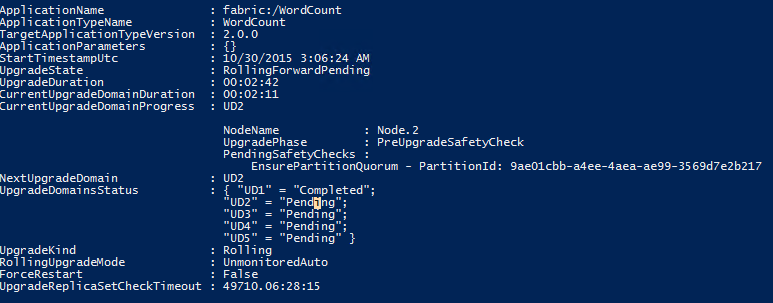 ApplicationName : fabric:/WordCount
ApplicationTypeName : WordCount
TargetApplicationTypeVersion : 2.0.0
ApplicationParameters : {}
StartTimestampUtc : 10/30/2015 3:06:24 AM
UpgradeState : RollingForwardPending
UpgradeDuration : 00:02:42
CurrentUpgradeDomainDuration : 00:02:11
CurrentUpgradeDomainProgress : UD2
NodeName : Node.2
UpgradePhase : PreUpgradeSafetyCheck
PendingSafetyChecks :
EnsurePartitionQuorum - PartitionId: 9ae01cbb-a4ee-4aea-ae99-3569d7e2b217
NextUpgradeDomain : UD2
UpgradeDomainsStatus : { "UD1" = "Completed";
"UD2" = "Pending";
"UD3" = "Pending";
"UD4" = "Pending";
"UD5" = "Pending" }
UpgradeKind : Rolling
RollingUpgradeMode : UnmonitoredAuto
ForceRestart : False
UpgradeReplicaSetCheckTimeout : 49710.06:28:15